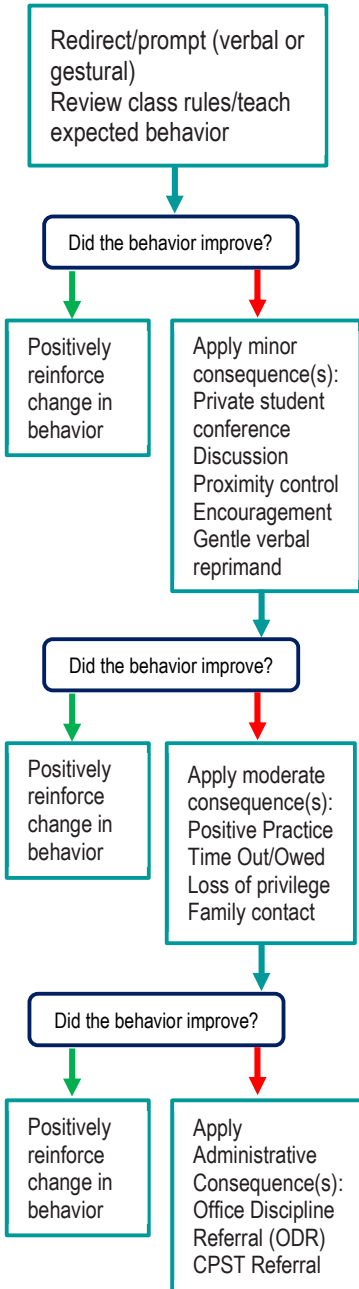 Redirect/prompt (verbal or
gestural)
Review class rules/teach
expected behavior
Did the behavior improve?
Positively
reinforce
change in
behavior
Apply minor
consequence(s):
Private student
conference
Discussion
Proximity control
Encouragement
Gentle verbal
reprimand
Did the behavior improve?
Positively
reinforce
change in
behavior
Apply moderate
consequence(s):
Positive Practice
Time Out/Owed
Loss of privilege
Family contact
Did the behavior improve?
Positively
reinforce
change in
behavior
Apply
Administrative
Consequence(s):
Office Discipline
Referral (ODR)
CPST Referral